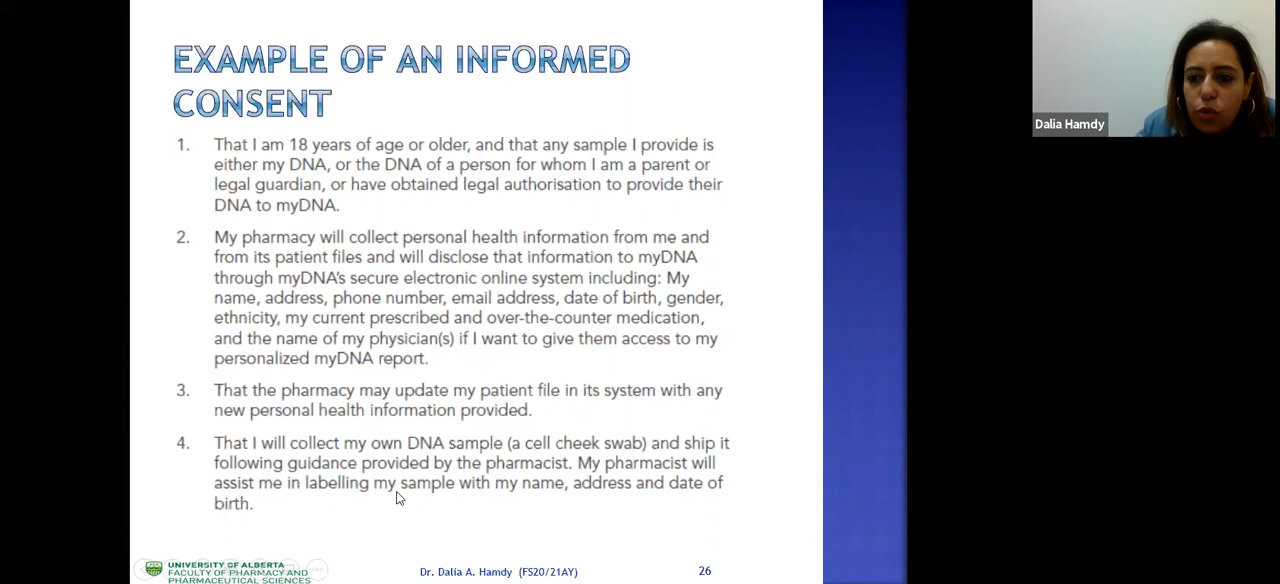 EXAMPLE OF AN INFORMED
CONSENT
1. That I am 18 years of age or older, and that any sample I provide is
either my DNA, or the DNA of a person for whom I am a parent or
legal guardian, or have obtained legal authorisation to provide their
DNA to myDNA.
2. My pharmacy will collect personal health information from me and
from its patient files and will disclose that information to myDNA
through myDNA's secure electronic online system including: My
name, address, phone number, email address, date of birth, gender,
ethnicity, my current prescribed and over-the-counter medication,
and the name of my physician(s) if I want to give them access to my
personalized myDNA report.
3. That the pharmacy may update my patient file in its system with any
new personal health information provided.
4. That I will collect my own DNA sample (a cell cheek swab) and ship it
following guidance provided by the pharmacist. My pharmacist will
assist me in labelling my sample with my name, address and date of
birth.
UNIVERSITY OF ALBERTA
FACULTY OF PHARMACY AND
PHARMACEUTICAL SCIENCES
Dr. Dalia A. Hamdy (FS20/21AY)
26
Dalia Hamdy